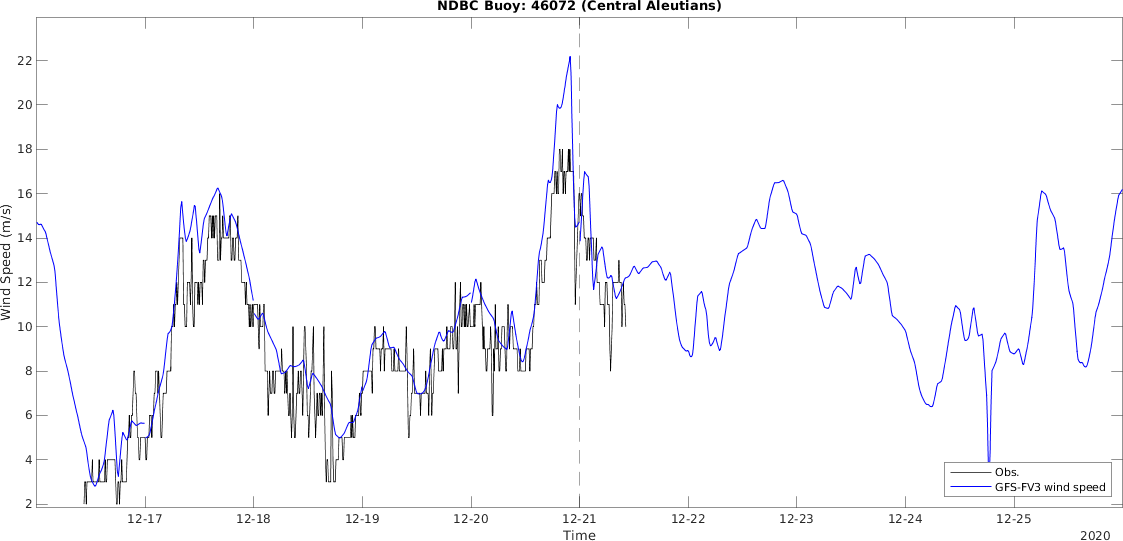 NDBC Buoy: 46072 (Central Aleutians)
22
20
18
16
14
12
10
8
6
4
2
Wind Speed (m/s)
Obs.
GFS-FV3 wind speed
12-17 12-18 12-19 12-20 12-21 12-22 12-23 12-24 12-25
Time
2020